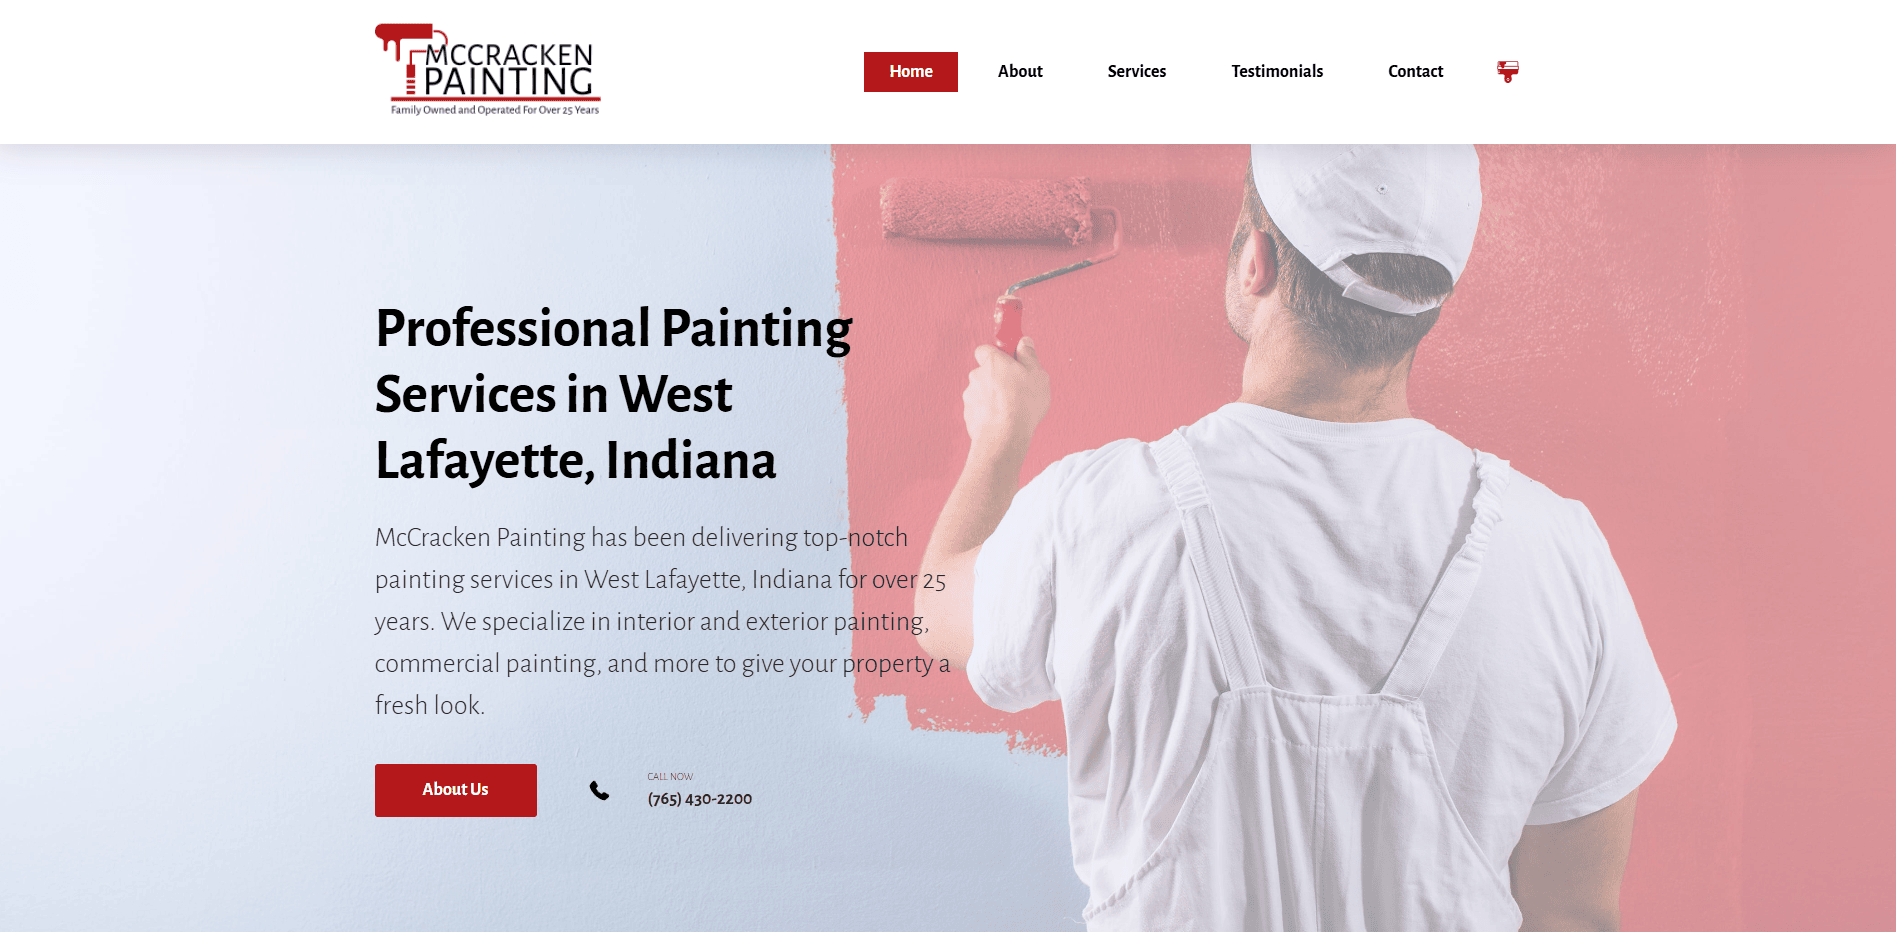 MCCRACKEN
PAINTING
Family Owned and Operated For Over 25 Years
Home About Services Testimonials Contact
Professional Painting
Services in West
Lafayette, Indiana
McCracken Painting has been delivering top-notch
painting services in West Lafayette, Indiana for over 25
years. We specialize in interior and exterior painting,
commercial painting, and more to give your property a
fresh look.
About Us
CALL NOW
(765) 430-2200